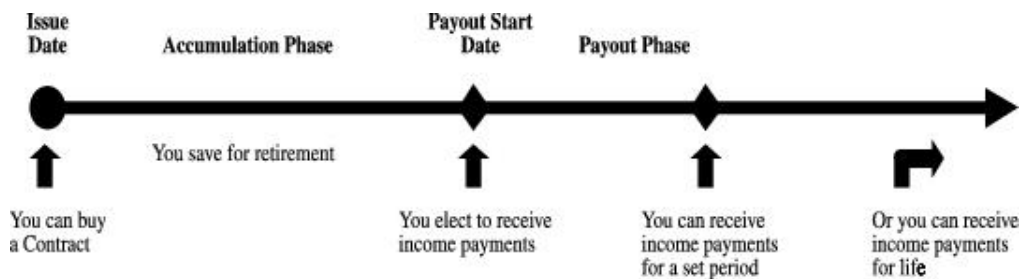 Issue
Date
Accumulation Phase
Payout Start
Date
Payout Phase
You save for retirement
You can buy
a Contract
You elect to receive
income payments
You can receive
income payments
for a set period
Or you can receive
income payments
for life